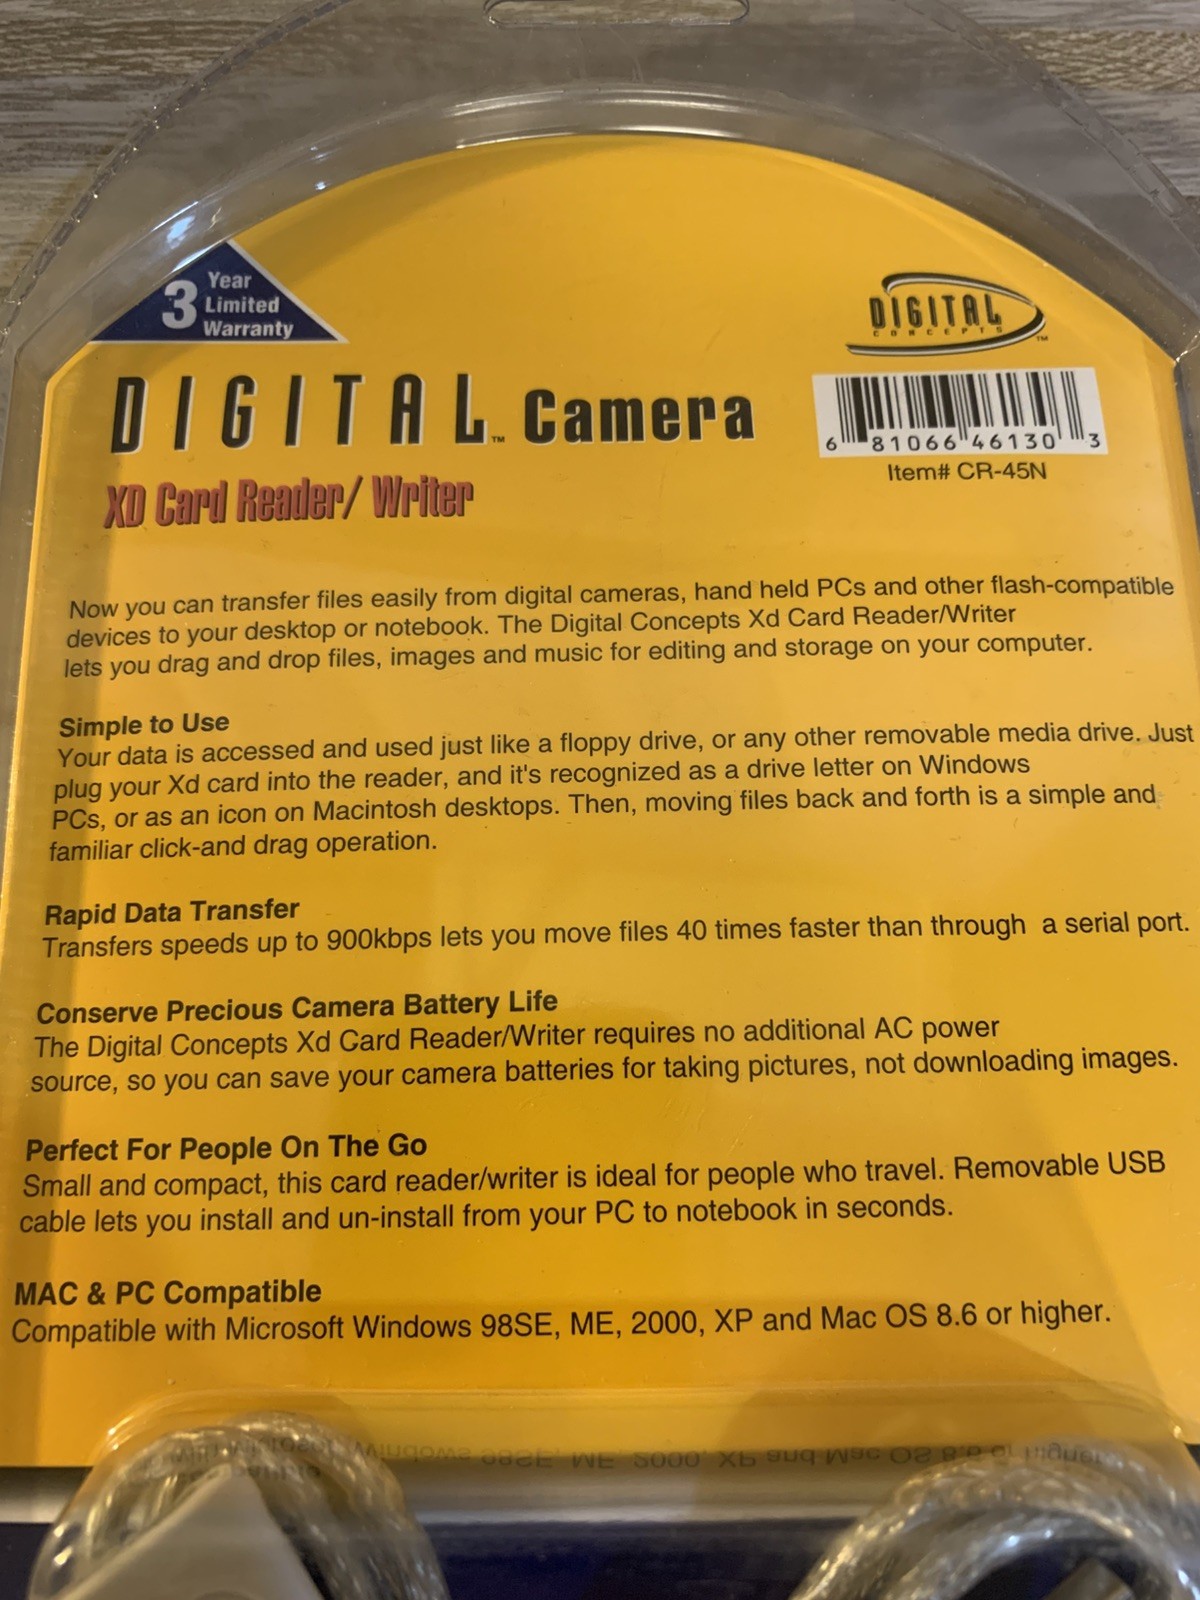 3 Year
Limited
Warranty
DIGITAL
CONCEPTS
TM
DIGITAL™ Camera
6 81066 46130 3
Item# CR-45N
XD Card Reader/ Writer
Now you can transfer files easily from digital cameras, hand held PCs and other flash-compatible
devices to your desktop or notebook. The Digital Concepts Xd Card Reader/Writer
lets you drag and drop files, images and music for editing and storage on your computer.
Simple to Use
Your data is accessed and used just like a floppy drive, or any other removable media drive. Just
plug your Xd card into the reader, and it's recognized as a drive letter on Windows
PCs, or as an icon on Macintosh desktops. Then, moving files back and forth is a simple and
familiar click-and drag operation.
Rapid Data Transfer
Transfers speeds up to 900kbps lets you move files 40 times faster than through a serial port.
Conserve Precious Camera Battery Life
The Digital Concepts Xd Card Reader/Writer requires no additional AC power
source, so you can save your camera batteries for taking pictures, not downloading images.
Perfect For People On The Go
Small and compact, this card reader/writer is ideal for people who travel. Removable USB
cable lets you install and un-install from your PC to notebook in seconds.
MAC & PC Compatible
Compatible with Microsoft Windows 98SE, ME, 2000, XP and Mac OS 8.6 or higher.